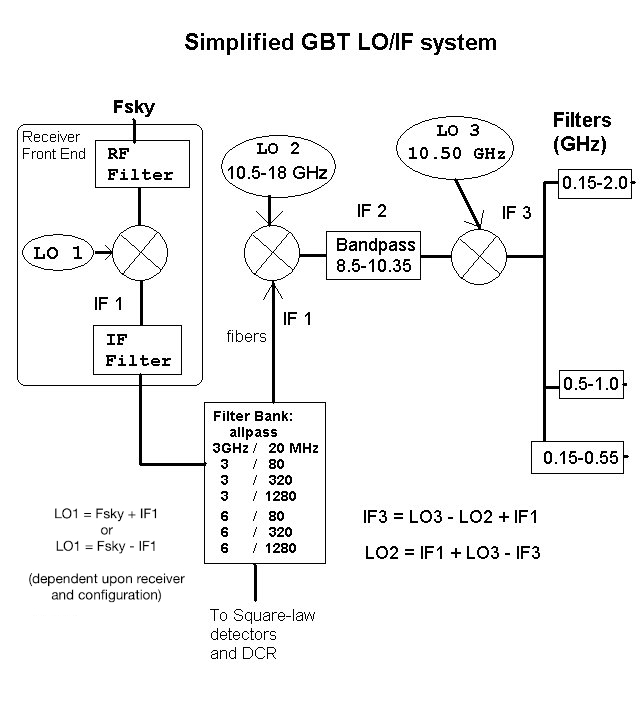 Simplified GBT LO/IF system
Fsky
Receiver
Front End
RF
Filter
LO 1
IF 1
IF
Filter
LO 2
10.5-18 GHz
IF 2
Bandpass
8.5-10.35
LO 3
10.50 GHz
IF 3
Filters
(GHz)
0.15-2.0
0.5-1.0
0.15-0.55
fibers
IF 1
Filter Bank:
allpass
3GHz / 20 MHz
3 / 80
3 / 320
3 / 1280
6 / 80
6 / 320
6 / 1280
To Square-law
detectors
and DCR
LO1 = Fsky + IF1
or
LO1 = Fsky - IF1
(dependent upon receiver
and configuration)
IF3 = LO3 - LO2 + IF1
LO2 = IF1 + LO3 - IF3